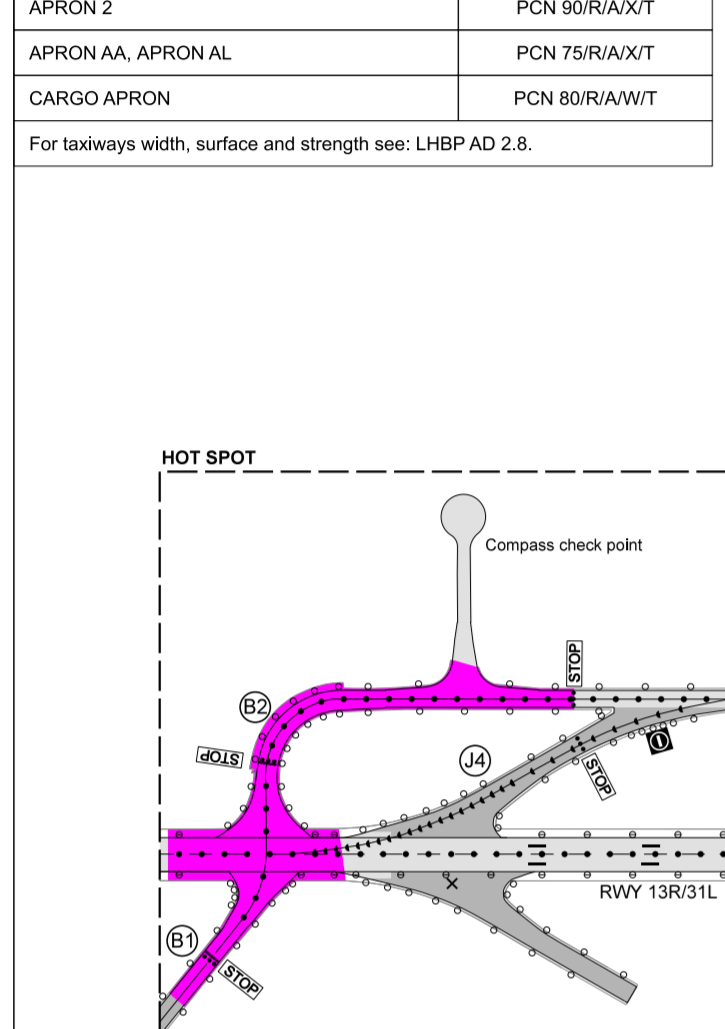 APRON 2 PCN 90/R/A/X/T
APRON AA, APRON AL PCN 75/R/A/X/T
CARGO APRON PCN 80/R/A/W/T
For taxiways width, surface and strength see: LHBP AD 2.8.
HOT SPOT
Compass check point
STOP
B2
STOP
J4
STOP
RWY 13R/31L
B1
STOP